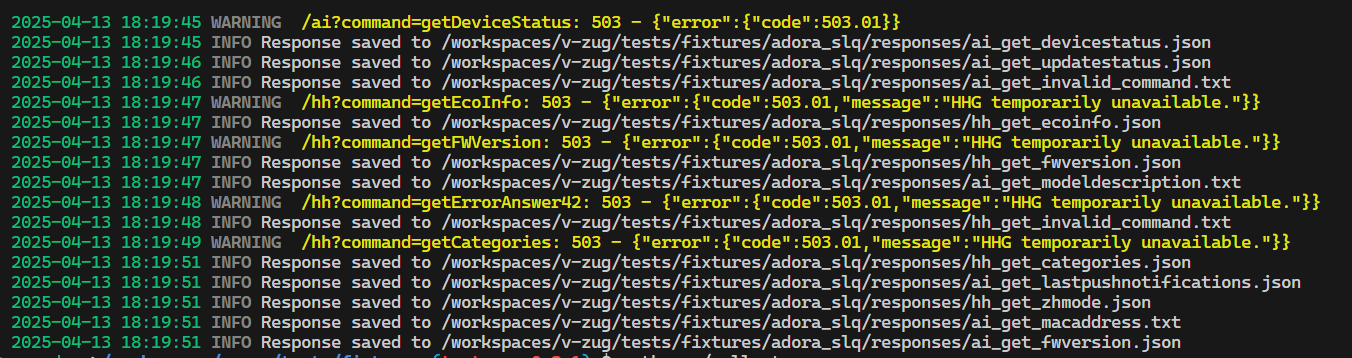 2025-04-13 18:19:45 WARNING  /ai?command=getDeviceStatus: 503 - {"error":{"code":503.01}}
2025-04-13 18:19:45 INFO Response saved to /workspaces/v-zug/tests/fixtures/adora_slq/responses/ai_get_devicestatus.json
2025-04-13 18:19:46 INFO Response saved to /workspaces/v-zug/tests/fixtures/adora_slq/responses/ai_get_updatestatus.json
2025-04-13 18:19:46 INFO Response saved to /workspaces/v-zug/tests/fixtures/adora_slq/responses/ai_get_invalid_command.txt
2025-04-13 18:19:47 WARNING  /hh?command=getEcoInfo: 503 - {"error":{"code":503.01,"message":"HHG temporarily unavailable."}}
2025-04-13 18:19:47 INFO Response saved to /workspaces/v-zug/tests/fixtures/adora_slq/responses/hh_get_ecoinfo.json
2025-04-13 18:19:47 WARNING  /hh?command=getFWVersion: 503 - {"error":{"code":503.01,"message":"HHG temporarily unavailable."}}
2025-04-13 18:19:47 INFO Response saved to /workspaces/v-zug/tests/fixtures/adora_slq/responses/hh_get_fwversion.json
2025-04-13 18:19:47 INFO Response saved to /workspaces/v-zug/tests/fixtures/adora_slq/responses/ai_get_modeldescription.txt
2025-04-13 18:19:48 WARNING  /hh?command=getErrorAnswer42: 503 - {"error":{"code":503.01,"message":"HHG temporarily unavailable."}}
2025-04-13 18:19:48 INFO Response saved to /workspaces/v-zug/tests/fixtures/adora_slq/responses/hh_get_invalid_command.txt
2025-04-13 18:19:49 WARNING  /hh?command=getCategories: 503 - {"error":{"code":503.01,"message":"HHG temporarily unavailable."}}
2025-04-13 18:19:51 INFO Response saved to /workspaces/v-zug/tests/fixtures/adora_slq/responses/hh_get_categories.json
2025-04-13 18:19:51 INFO Response saved to /workspaces/v-zug/tests/fixtures/adora_slq/responses/ai_get_lastpushnotifications.json
2025-04-13 18:19:51 INFO Response saved to /workspaces/v-zug/tests/fixtures/adora_slq/responses/hh_get_zhmode.json
2025-04-13 18:19:51 INFO Response saved to /workspaces/v-zug/tests/fixtures/adora_slq/responses/ai_get_macaddress.txt
2025-04-13 18:19:51 INFO Response saved to /workspaces/v-zug/tests/fixtures/adora_slq/responses/ai_get_fwversion.json